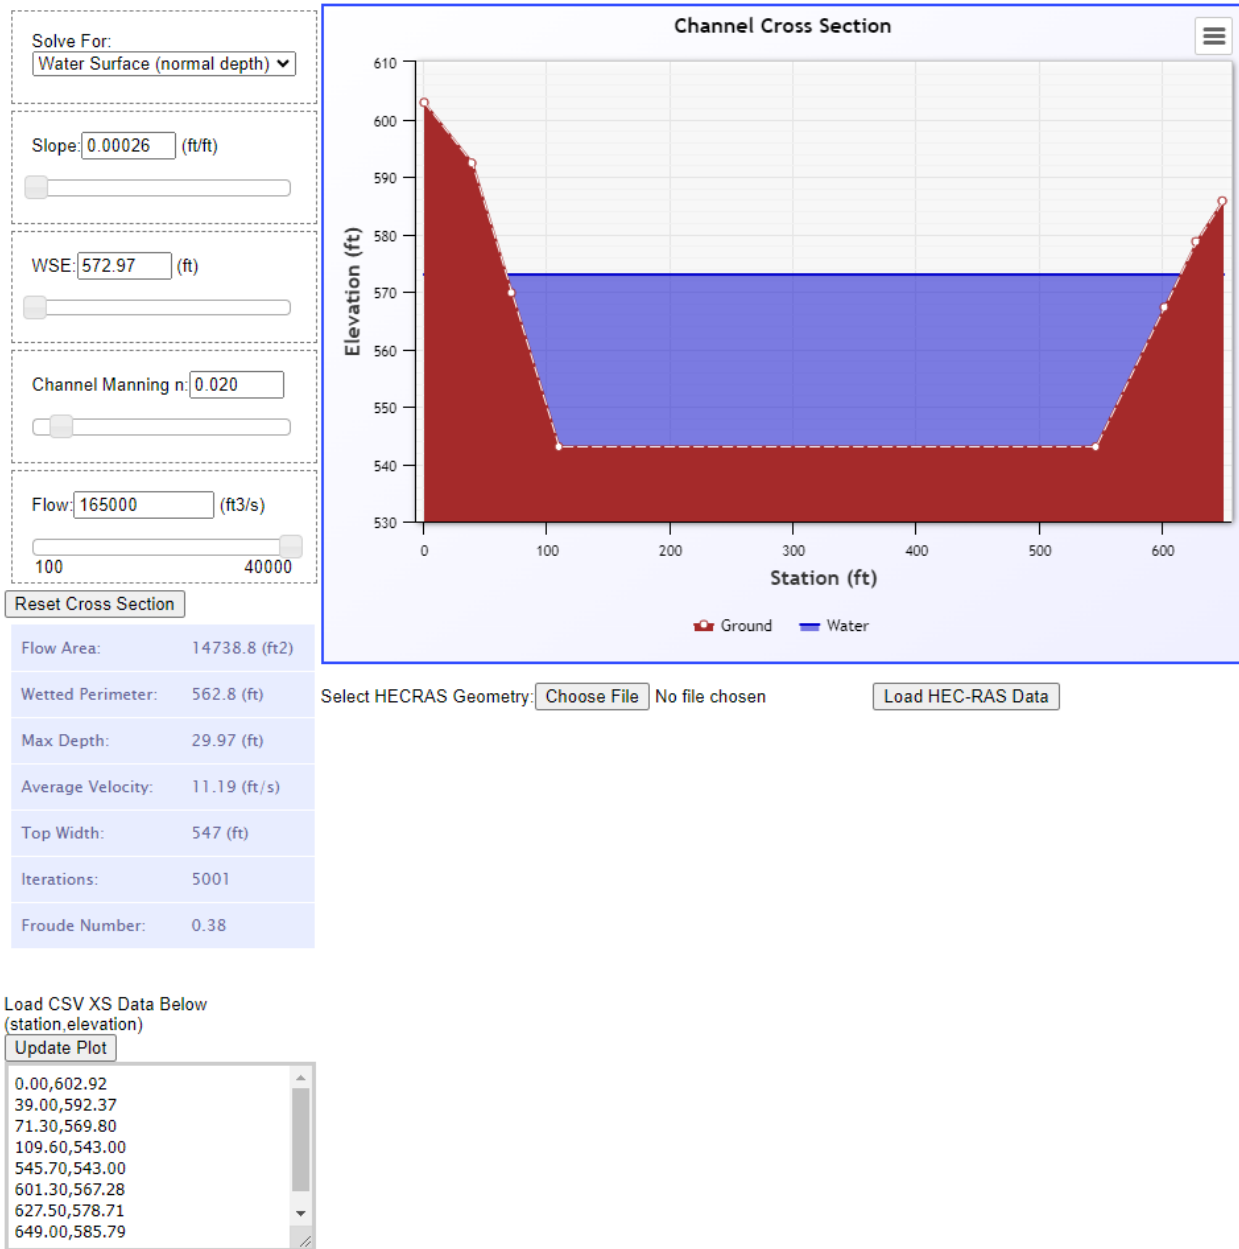 Solve For:
Water Surface (normal depth)
Slope: 0.00026 (ft/ft)
WSE: 572.97 (ft)
Channel Manning n: 0.020
Flow: 165000 (ft3/s)
100 40000
Reset Cross Section
Flow Area: 14738.8 (ft2)
Wetted Perimeter: 562.8 (ft)
Max Depth: 29.97 (ft)
Average Velocity: 11.19 (ft/s)
Top Width: 547 (ft)
Iterations: 5001
Froude Number: 0.38
Load CSV XS Data Below
(station,elevation)
Update Plot
0.00,602.92
39.00,592.37
71.30,569.80
109.60,543.00
545.70,543.00
601.30,567.28
627.50,578.71
649.00,585.79
Channel Cross Section
Elevation (ft)
610
600
590
580
570
560
550
540
530
0 100 200 300 400 500 600
Station (ft)
Ground Water
Select HECRAS Geometry: Choose File No file chosen Load HEC-RAS Data